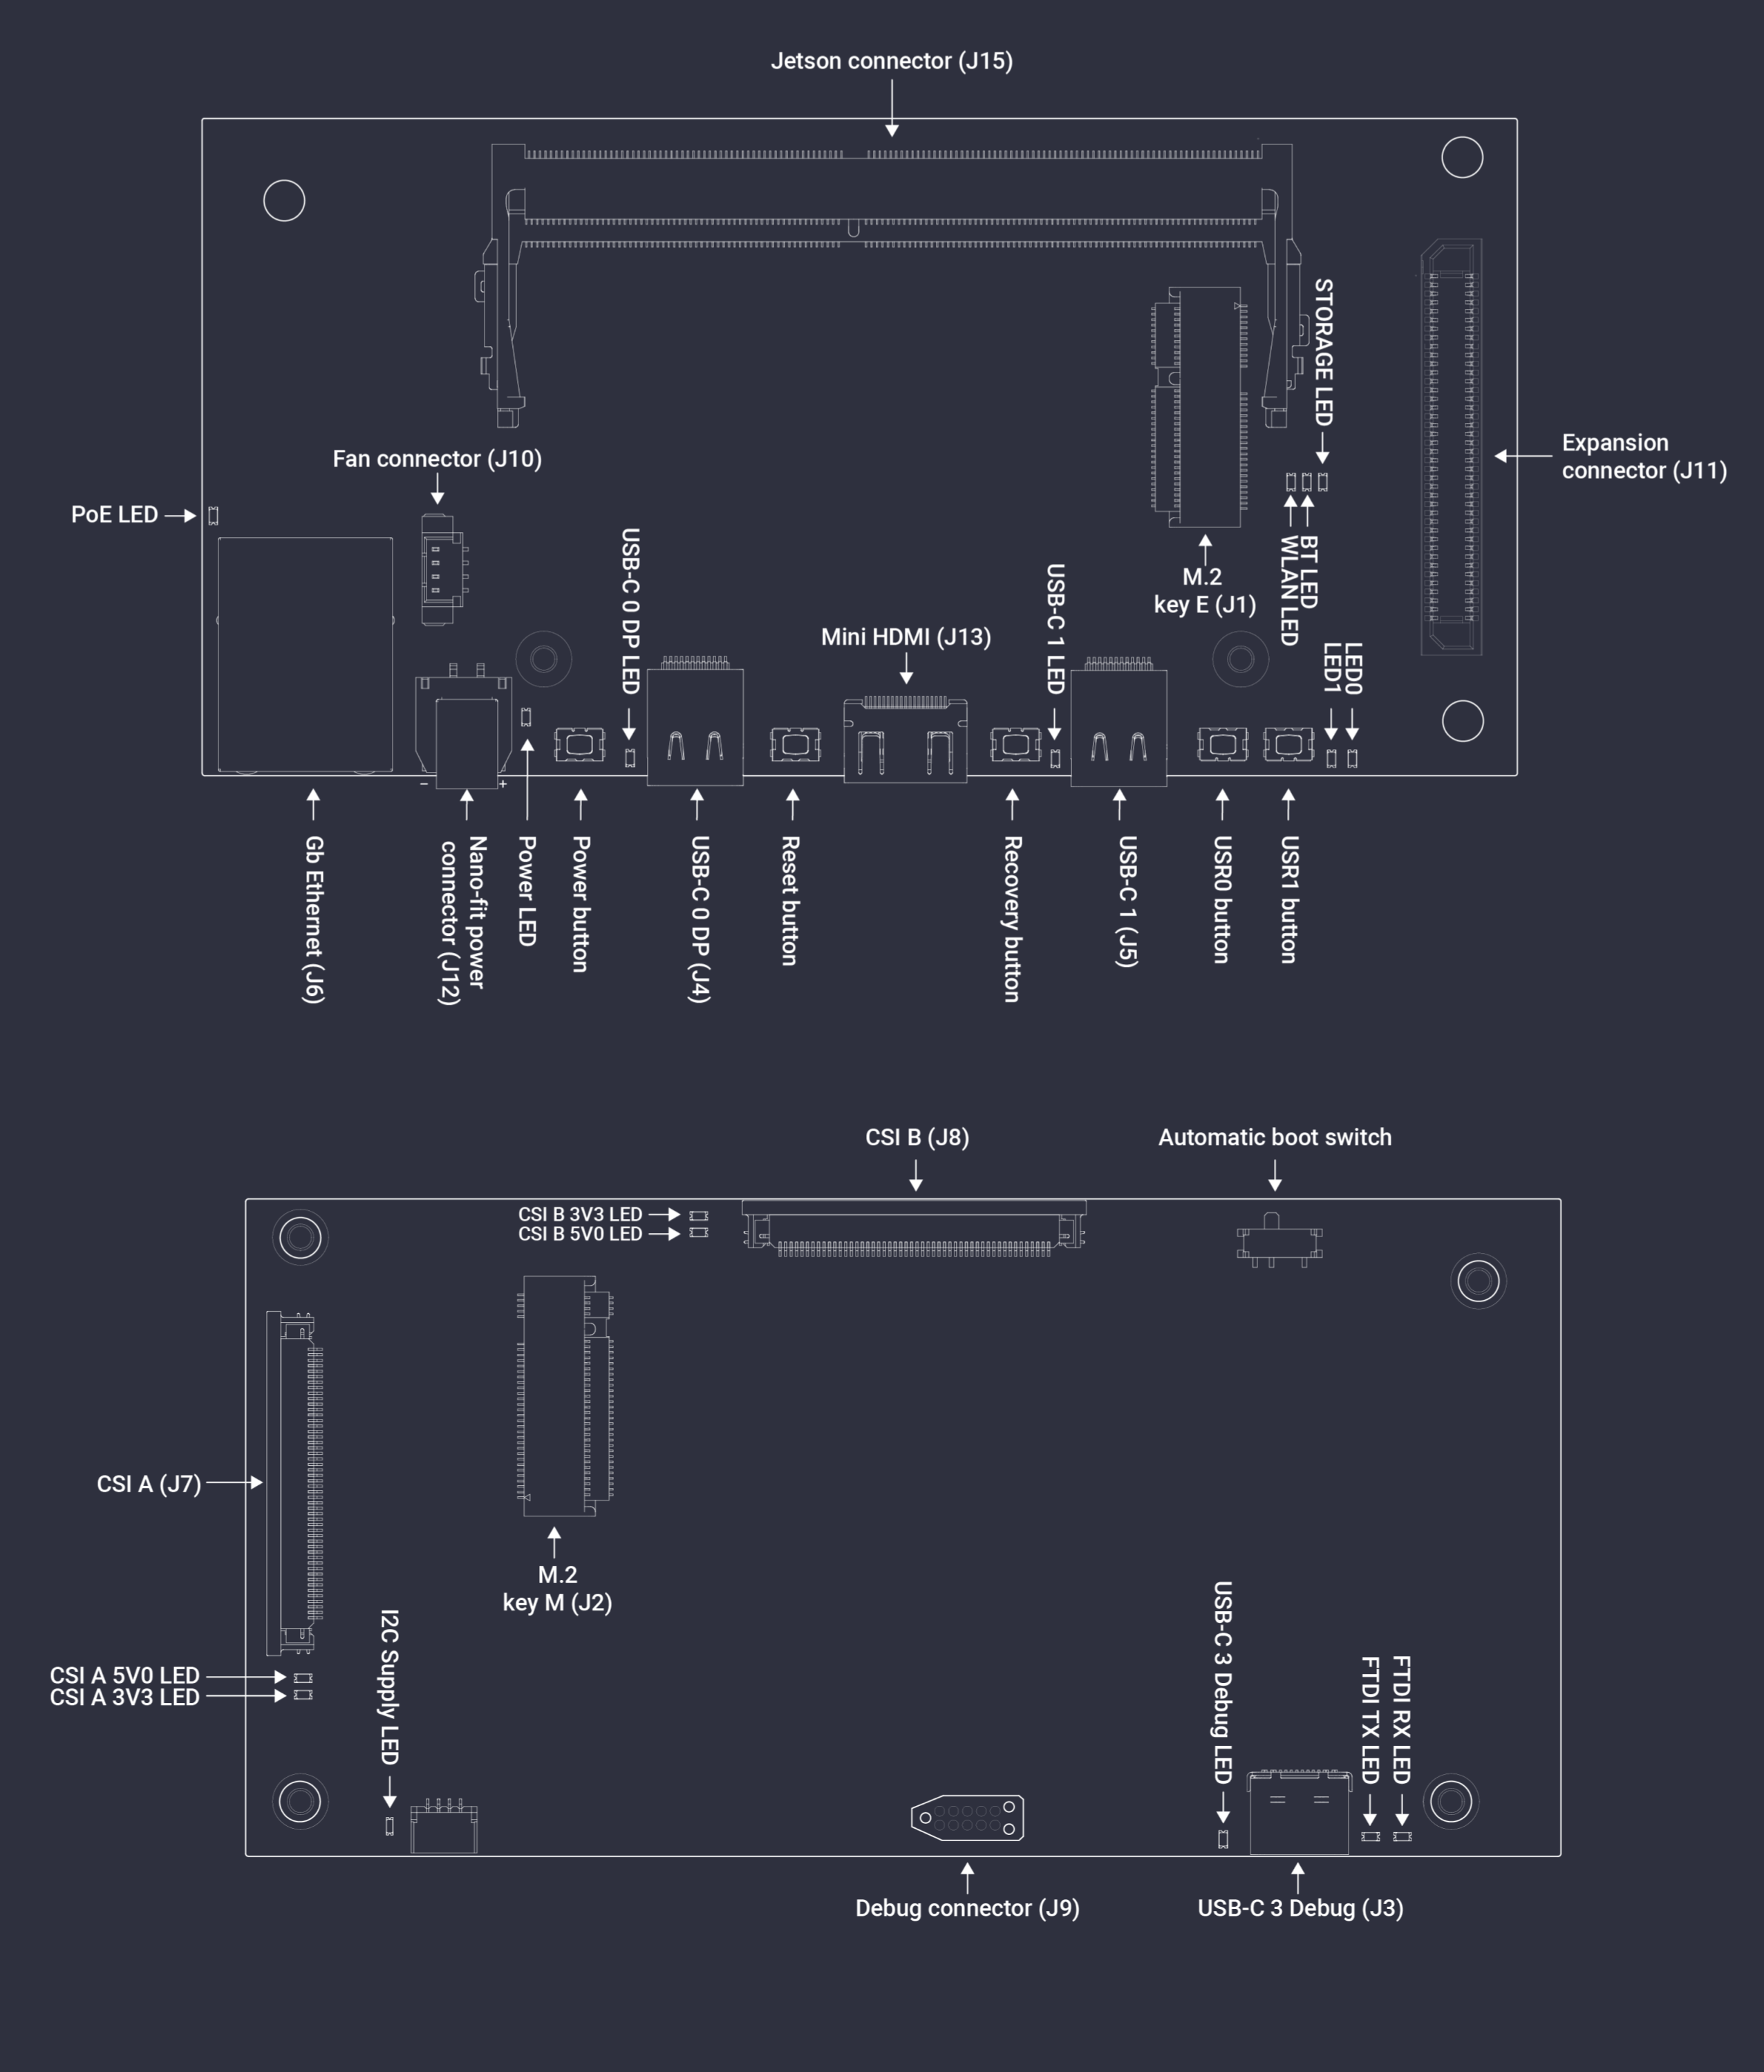 Jetson connector (J15)
STORAGE LED
Expansion
connector (J11)
Fan connector (J10)
PoE LED
USB-C 0 DP LED
BT LED
WLAN LED
M.2
key E (J1)
USB-C 1 LED
Mini HDMI (J13)
LED0
LED1
- +
Gb Ethernet (J6)
Nano-fit power
connector (J12)
Power LED
Power button
USB-C 0 DP (J4)
Reset button
Recovery button
USB-C 1 (J5)
USR0 button
USR1 button
CSI B (J8)
Automatic boot switch
CSI B 3V3 LED
CSI B 5V0 LED
CSI A (J7)
M.2
key M (J2)
I2C Supply LED
USB-C 3 Debug LED
FTDI TX LED
FTDI RX LED
CSI A 5V0 LED
CSI A 3V3 LED
Debug connector (J9)
USB-C 3 Debug (J3)